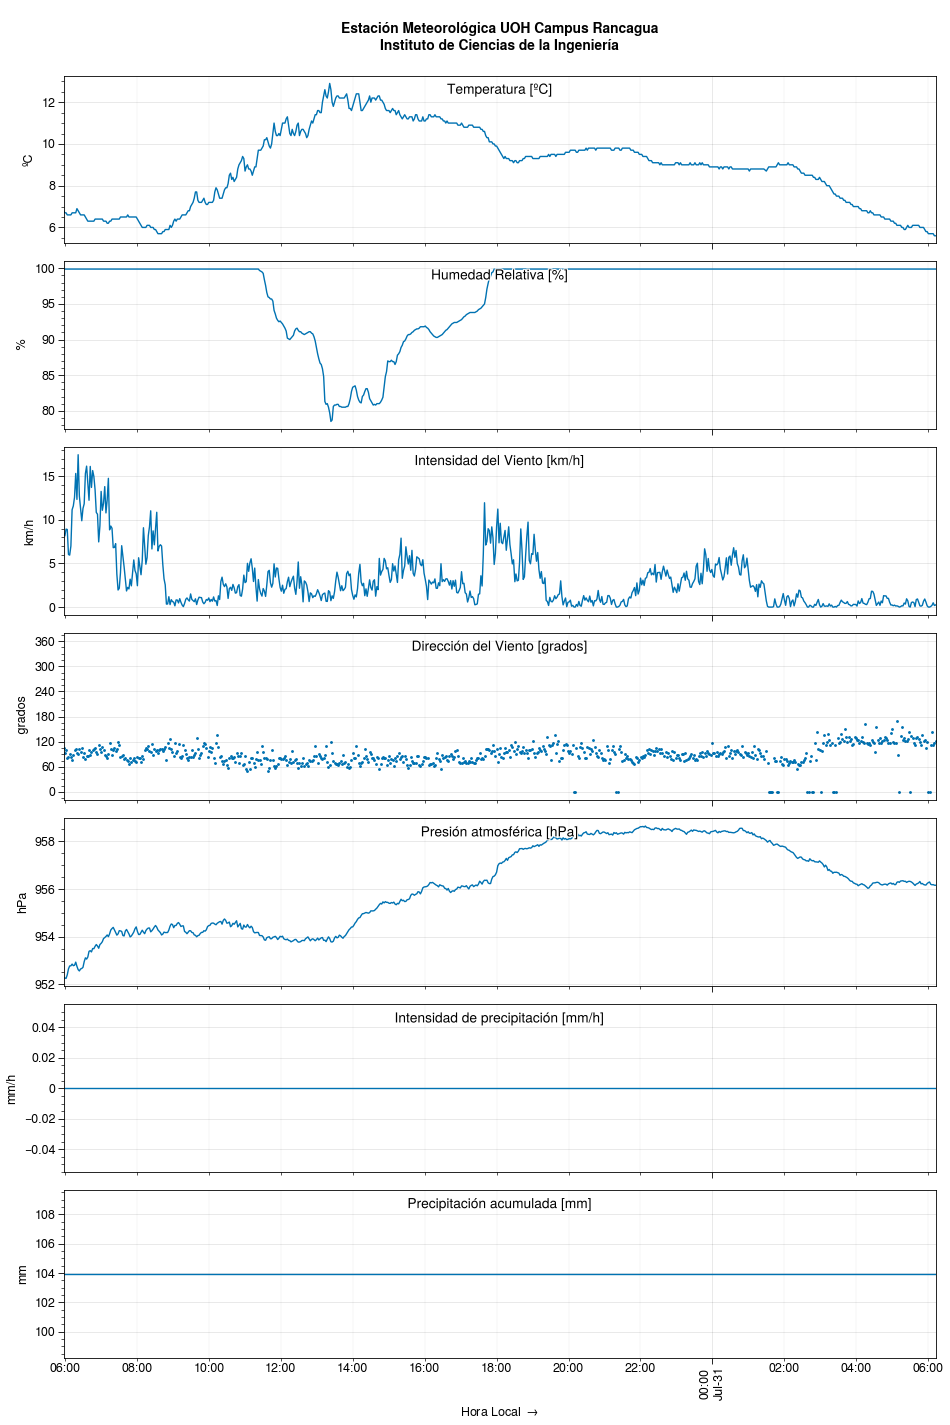 Estación Meteorológica UOH Campus Rancagua
Instituto de Ciencias de la Ingeniería
Temperatura [ºC]
12
10
8
6
ºC
Humedad Relativa [%]
100
95
90
85
80
%
Intensidad del Viento [km/h]
15
10
5
0
km/h
Dirección del Viento [grados]
360
300
240
180
120
60
0
grados
Presión atmosférica [hPa]
958
956
954
952
hPa
Intensidad de precipitación [mm/h]
0.04
0.02
0
−0.02
−0.04
mm/h
Precipitación acumulada [mm]
108
106
104
102
100
mm
06:00 08:00 10:00 12:00 14:00 16:00 18:00 20:00 22:00 00:00 02:00 04:00 06:00
Jul-31
Hora Local →